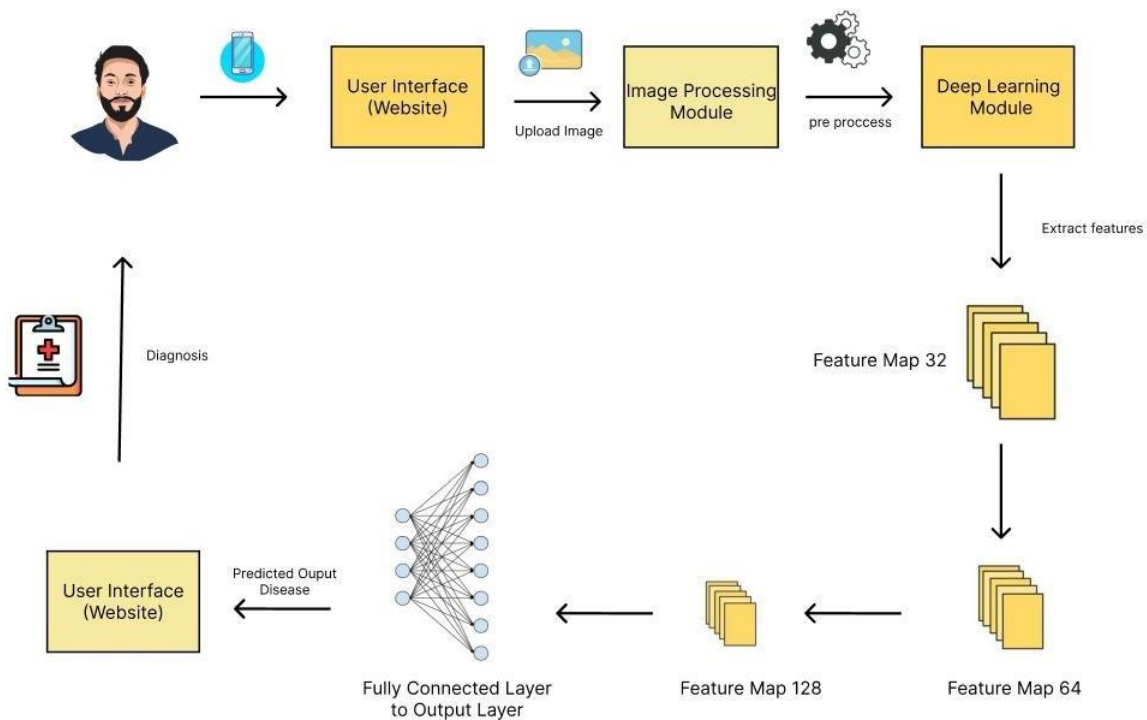 User Interface
(Website)
Upload Image
Image Processing
Module
pre proccess
Deep Learning
Module
Extract features
Feature Map 32
Feature Map 64
Feature Map 128
Fully Connected Layer
to Output Layer
Predicted Ouput
Disease
User Interface
(Website)
Diagnosis